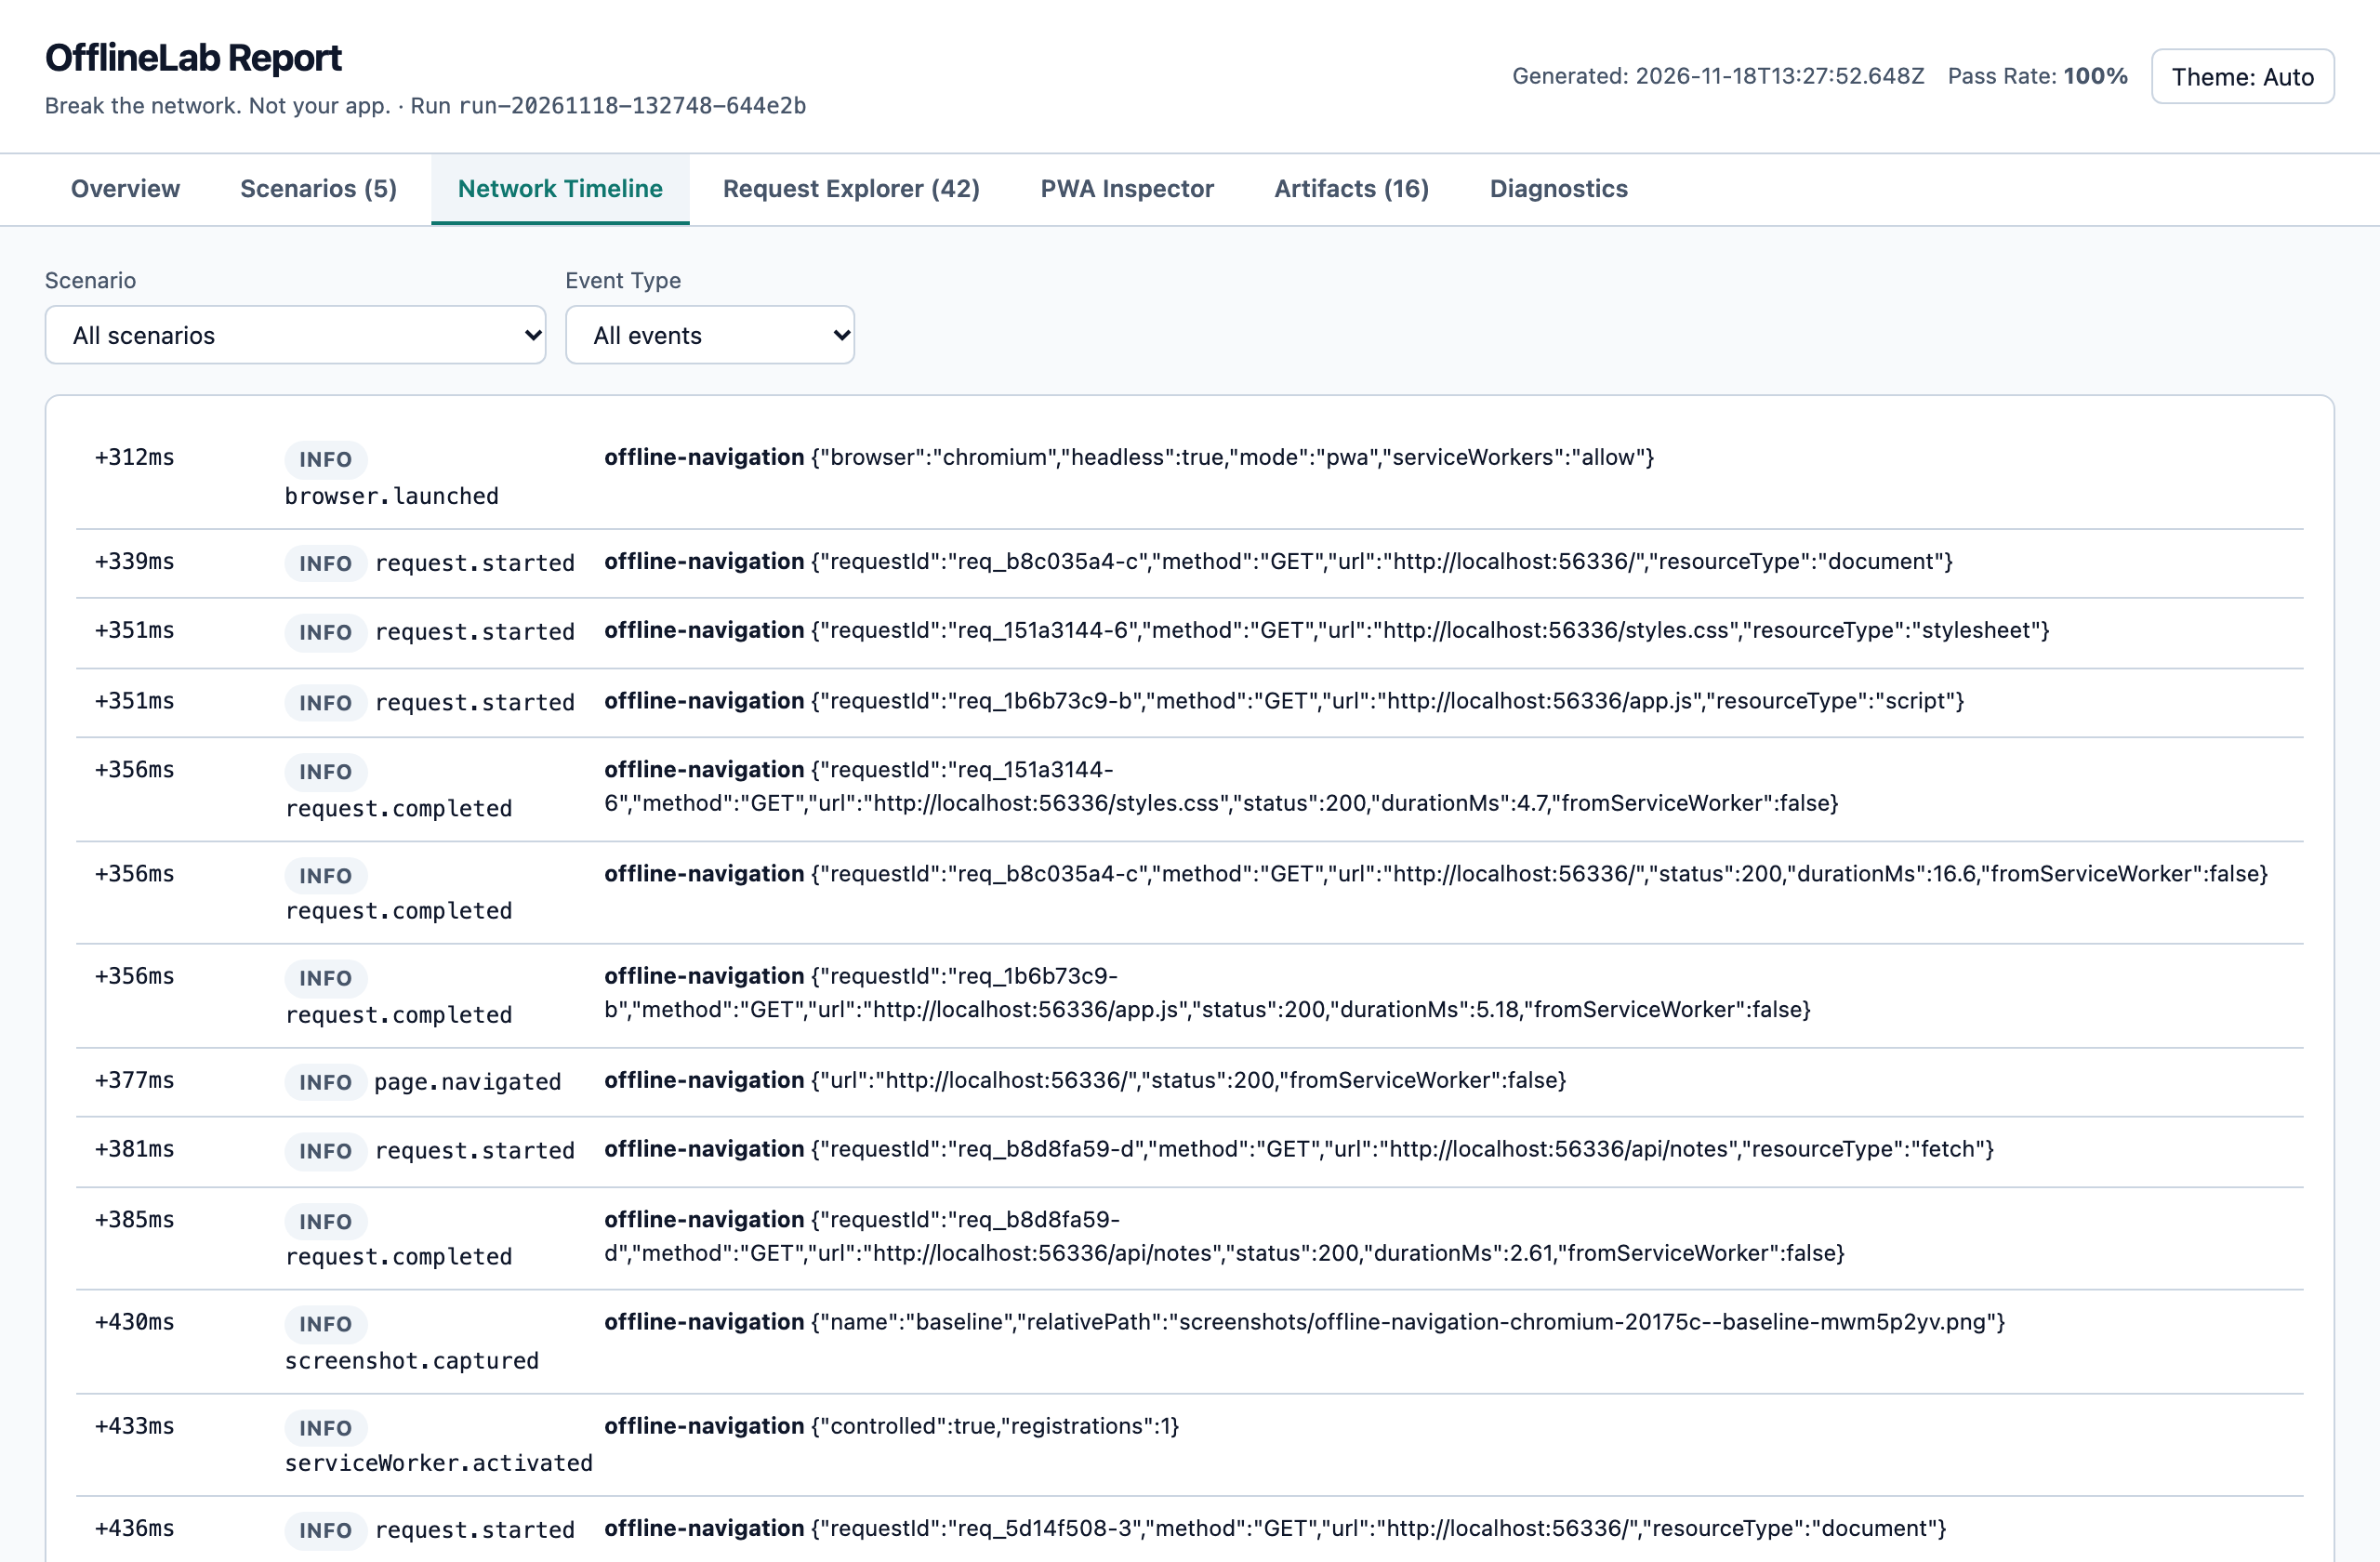 OfflineLab Report
Break the network. Not your app. · Run run-20261118-132748-644e2b
Generated: 2026-11-18T13:27:52.648Z Pass Rate: 100% Theme: Auto
Overview Scenarios (5) Network Timeline Request Explorer (42) PWA Inspector Artifacts (16) Diagnostics
Scenario Event Type
All scenarios All events
+312ms INFO offline-navigation {"browser":"chromium","headless":true,"mode":"pwa","serviceWorkers":"allow"}
browser.launched
+339ms INFO request.started offline-navigation {"requestId":"req_b8c035a4-c","method":"GET","url":"http://localhost:56336/","resourceType":"document"}
+351ms INFO request.started offline-navigation {"requestId":"req_151a3144-6","method":"GET","url":"http://localhost:56336/styles.css","resourceType":"stylesheet"}
+351ms INFO request.started offline-navigation {"requestId":"req_1b6b73c9-b","method":"GET","url":"http://localhost:56336/app.js","resourceType":"script"}
+356ms INFO offline-navigation {"requestId":"req_151a3144-
request.completed 6","method":"GET","url":"http://localhost:56336/styles.css","status":200,"durationMs":4.7,"fromServiceWorker":false}
+356ms INFO offline-navigation {"requestId":"req_b8c035a4-c","method":"GET","url":"http://localhost:56336/","status":200,"durationMs":16.6,"fromServiceWorker":false}
request.completed
+356ms INFO offline-navigation {"requestId":"req_1b6b73c9-
request.completed b","method":"GET","url":"http://localhost:56336/app.js","status":200,"durationMs":5.18,"fromServiceWorker":false}
+377ms INFO page.navigated offline-navigation {"url":"http://localhost:56336/","status":200,"fromServiceWorker":false}
+381ms INFO request.started offline-navigation {"requestId":"req_b8d8fa59-d","method":"GET","url":"http://localhost:56336/api/notes","resourceType":"fetch"}
+385ms INFO offline-navigation {"requestId":"req_b8d8fa59-
request.completed d","method":"GET","url":"http://localhost:56336/api/notes","status":200,"durationMs":2.61,"fromServiceWorker":false}
+430ms INFO offline-navigation {"name":"baseline","relativePath":"screenshots/offline-navigation-chromium-20175c--baseline-mwm5p2yv.png"}
screenshot.captured
+433ms INFO offline-navigation {"controlled":true,"registrations":1}
serviceWorker.activated
+436ms INFO request.started offline-navigation {"requestId":"req_5d14f508-3","method":"GET","url":"http://localhost:56336/","resourceType":"document"}